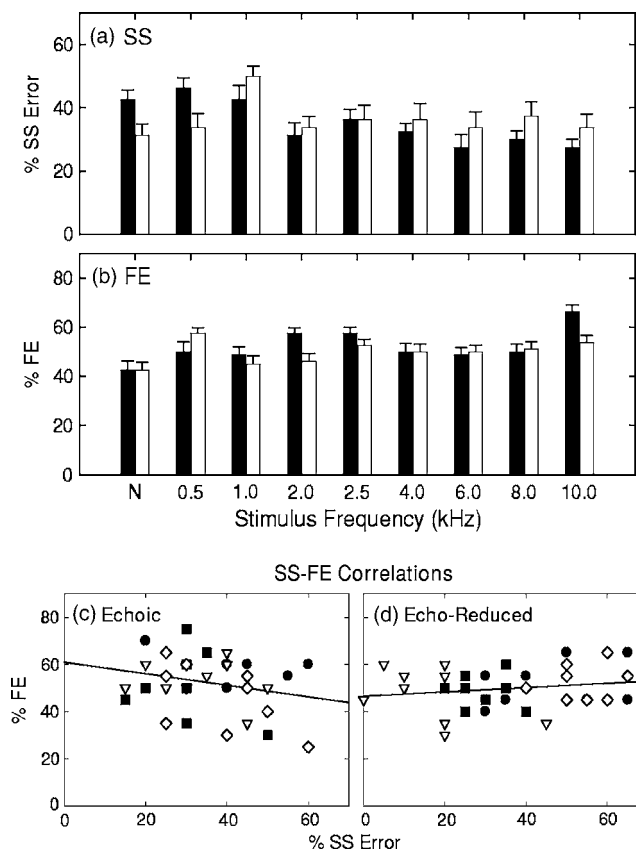 (a) SS
% SS Error
60
40
20
0
(b) FE
% FE
80
60
40
20
0
N 0.5 1.0 2.0 2.5 4.0 6.0 8.0 10.0
Stimulus Frequency (kHz)
SS-FE Correlations
(c) Echoic
(d) Echo-Reduced
% FE
80
60
40
20
0
0 20 40 60 0 20 40 60
% SS Error